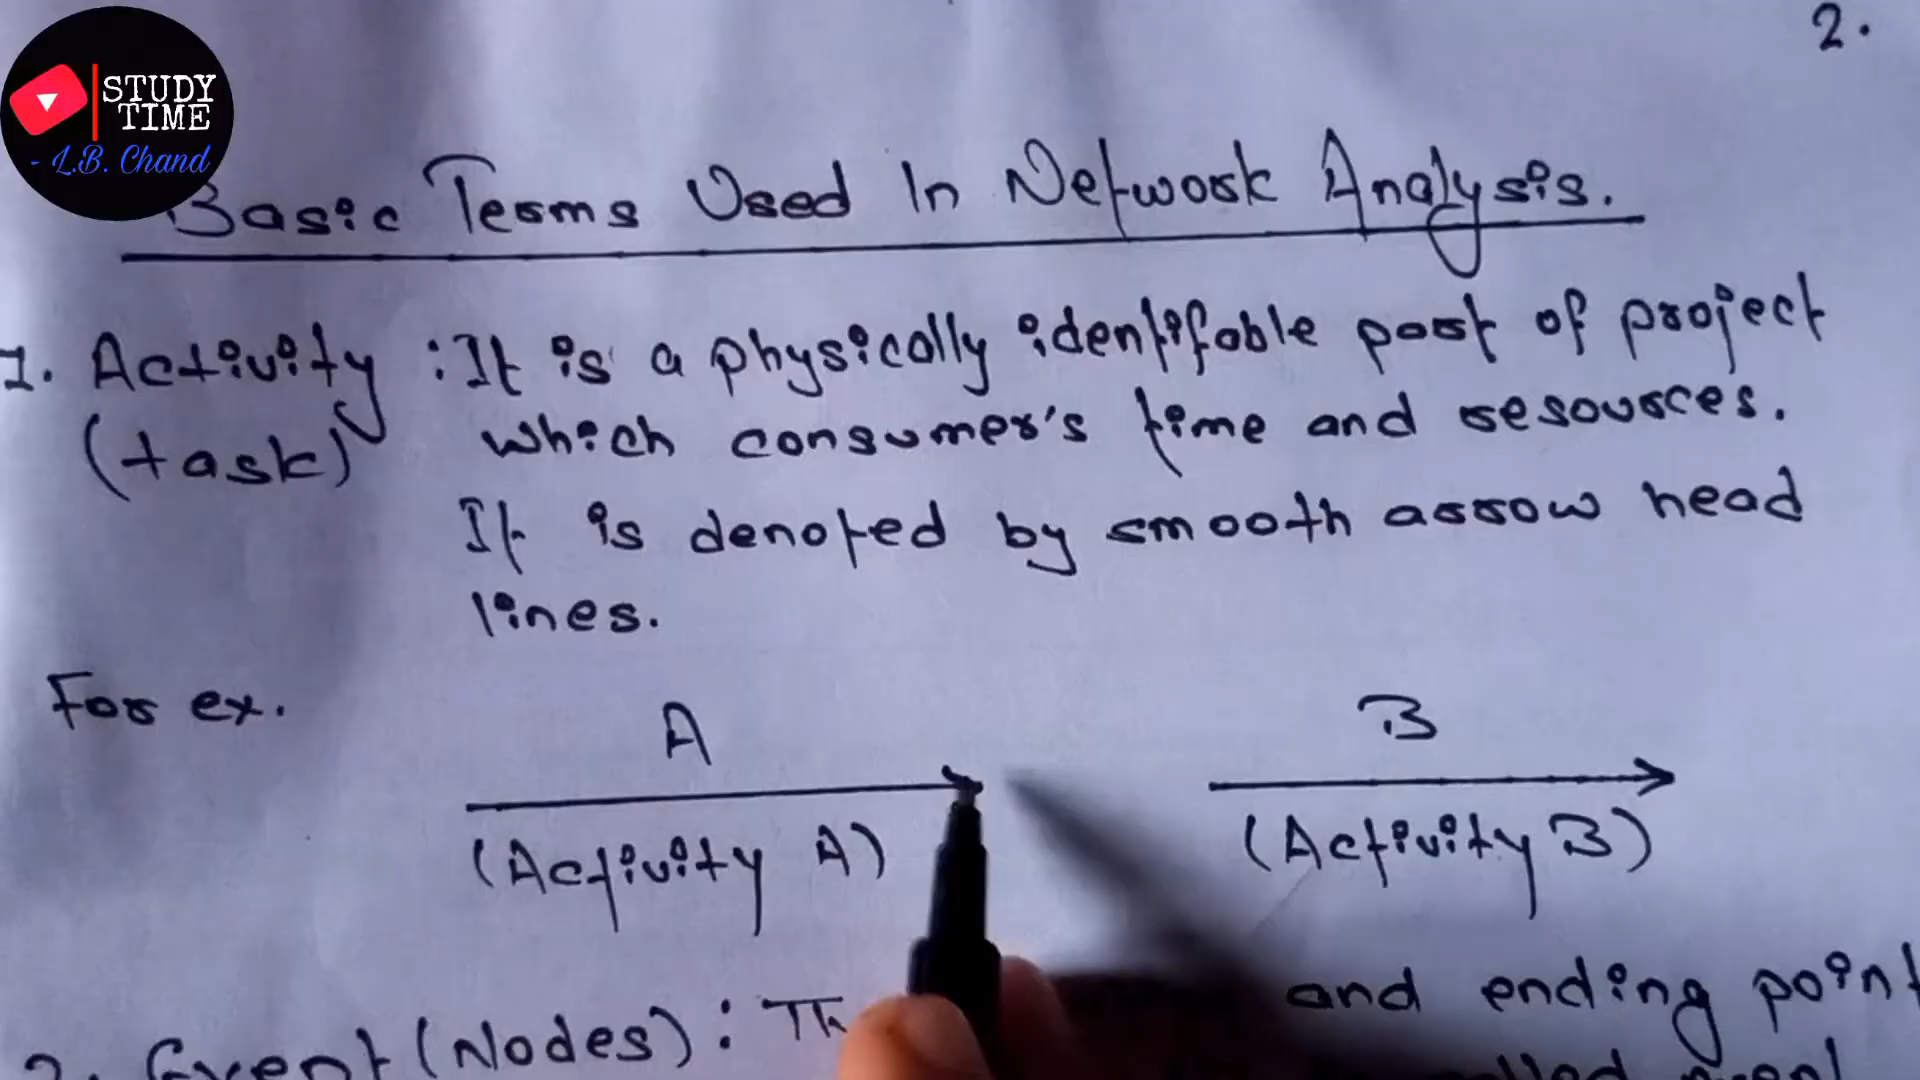 2.
STUDY
TIME
- L.B. Chand
Basic Terms Used In Network Analysis.
1. Activity : It is a physically identifable part of project
(task) which consumer's time and resources.
It is denoted by smooth arrow head
lines.
For ex.
A B
(Activity A) (Activity B)
2. Event (Nodes) : and ending point